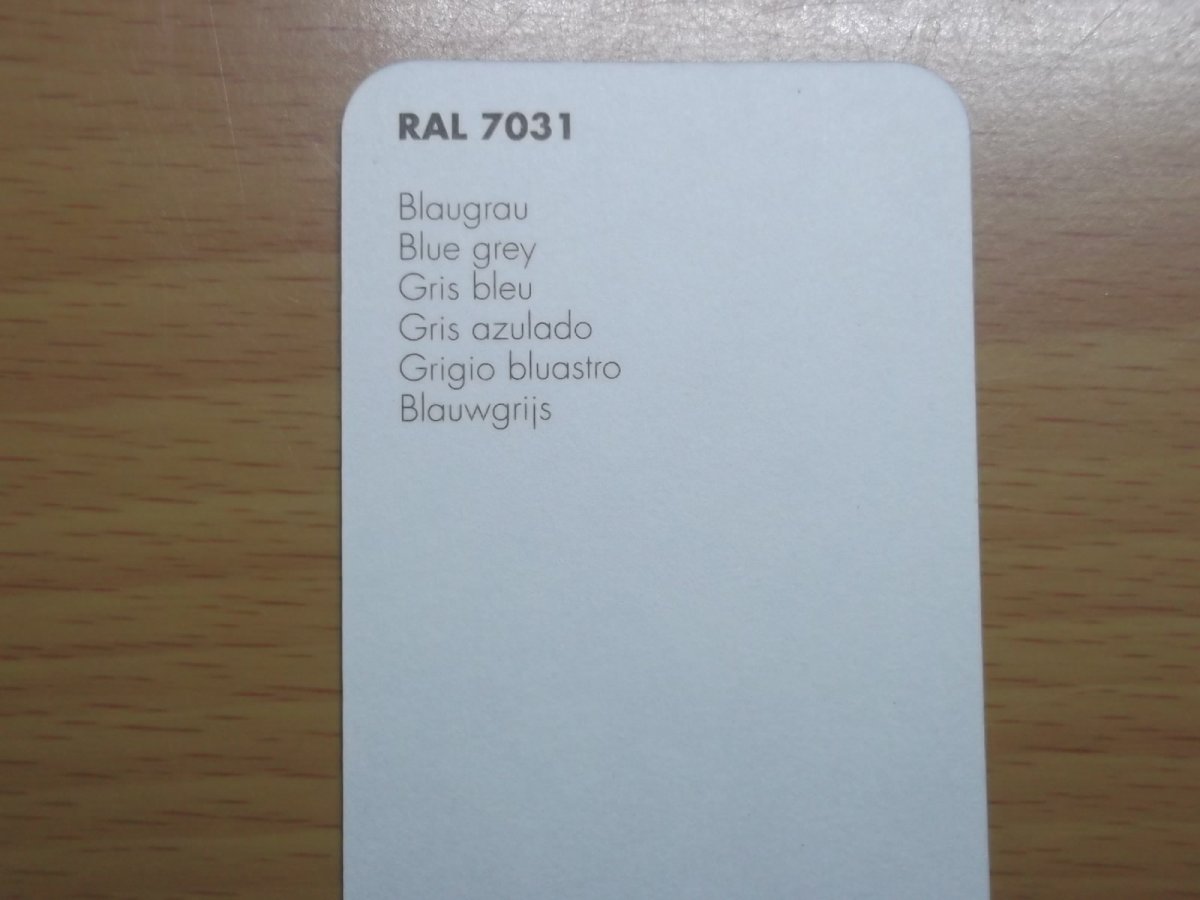 RAL 7031
Blaugrau
Blue grey
Gris bleu
Gris azulado
Grigio bluastro
Blauwgrijs